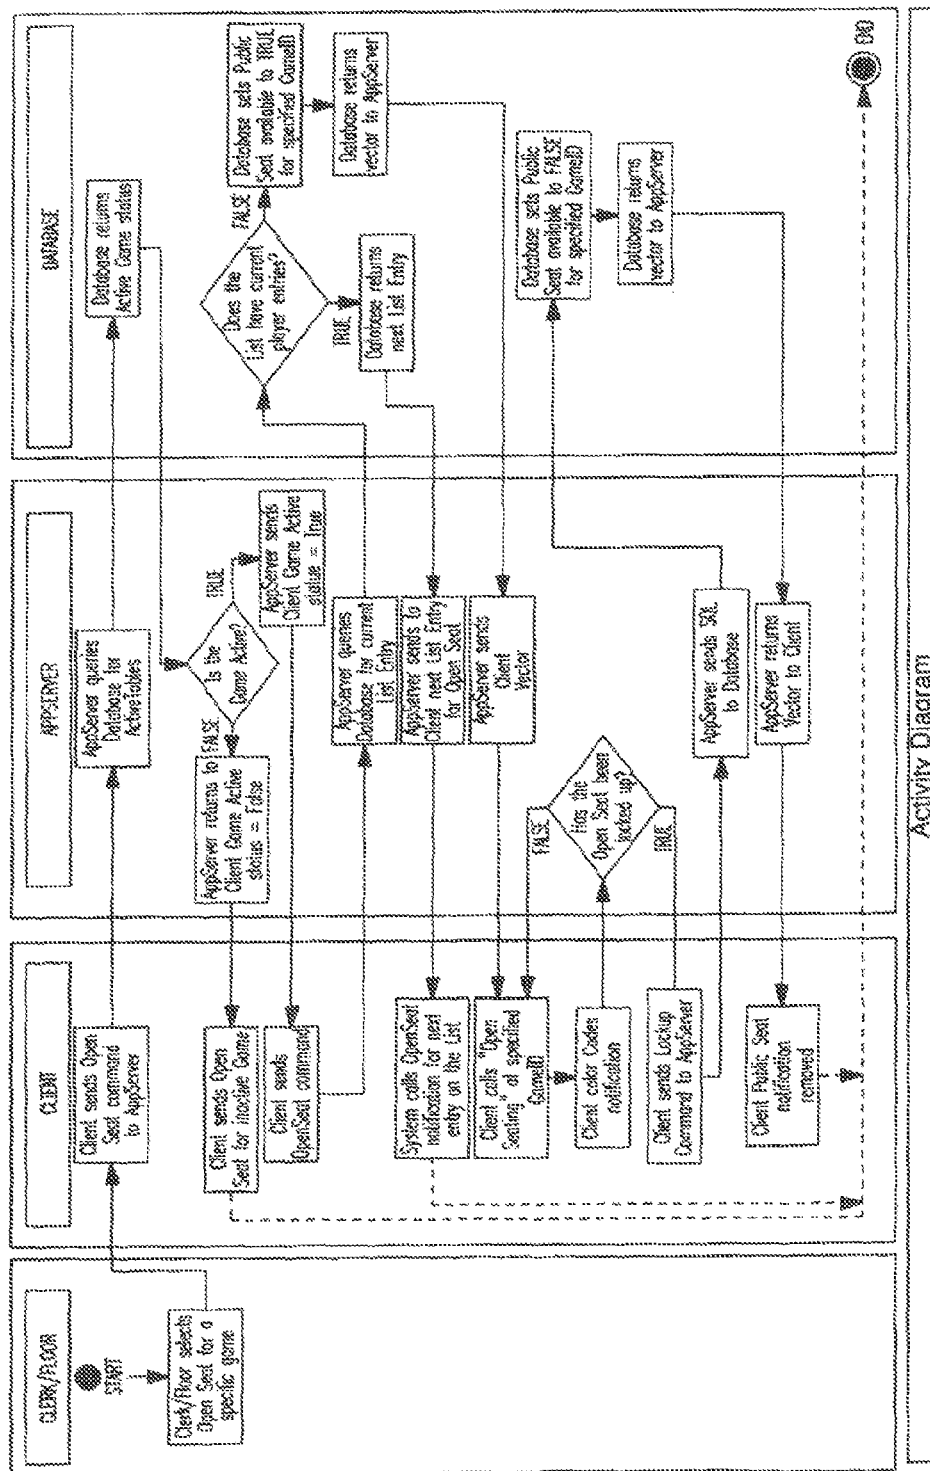 CLERK/FLOOR
START
Clerk/Floor selects
Open Seat for a
specific game
CLIENT
Client sends Open
Seat command
to AppServer
Client sends Open
Seat for inactive Game
Client sends
OpenSeat command
System calls OpenSeat
notification for next
entry on the List
Client calls "Open
Seating" of specified
GameID
Client color Codes
notification
Client sends Lockup
Command to AppServer
Client Public Seat
notification
removed
APPSERVER
AppServer queries
Database for
ActiveTables
Is the
Game Active?
FALSE
TRUE
AppServer returns to
Client Game Active
status = False
AppServer sends
Client Game Active
status = True
AppServer queries
Database for current
List Entry
AppServer sends to
Client next List Entry
for Open Seat
AppServer sends
Client
Vector
Has the
Open Seat been
locked up?
FALSE
TRUE
AppServer sends SQL
to Database
AppServer returns
Vector to Client
DATABASE
Database returns
Active Game status
Does the
List have current
player entries"
FALSE
TRUE
Database sets Public
Seat available to TRUE
for specified GameID
Database returns
vector to AppServer
Database returns
next List Entry
Database sets Public
Seat available to FALSE
for specified GameID
Database returns
vector to AppServer
END
Activity Diagram